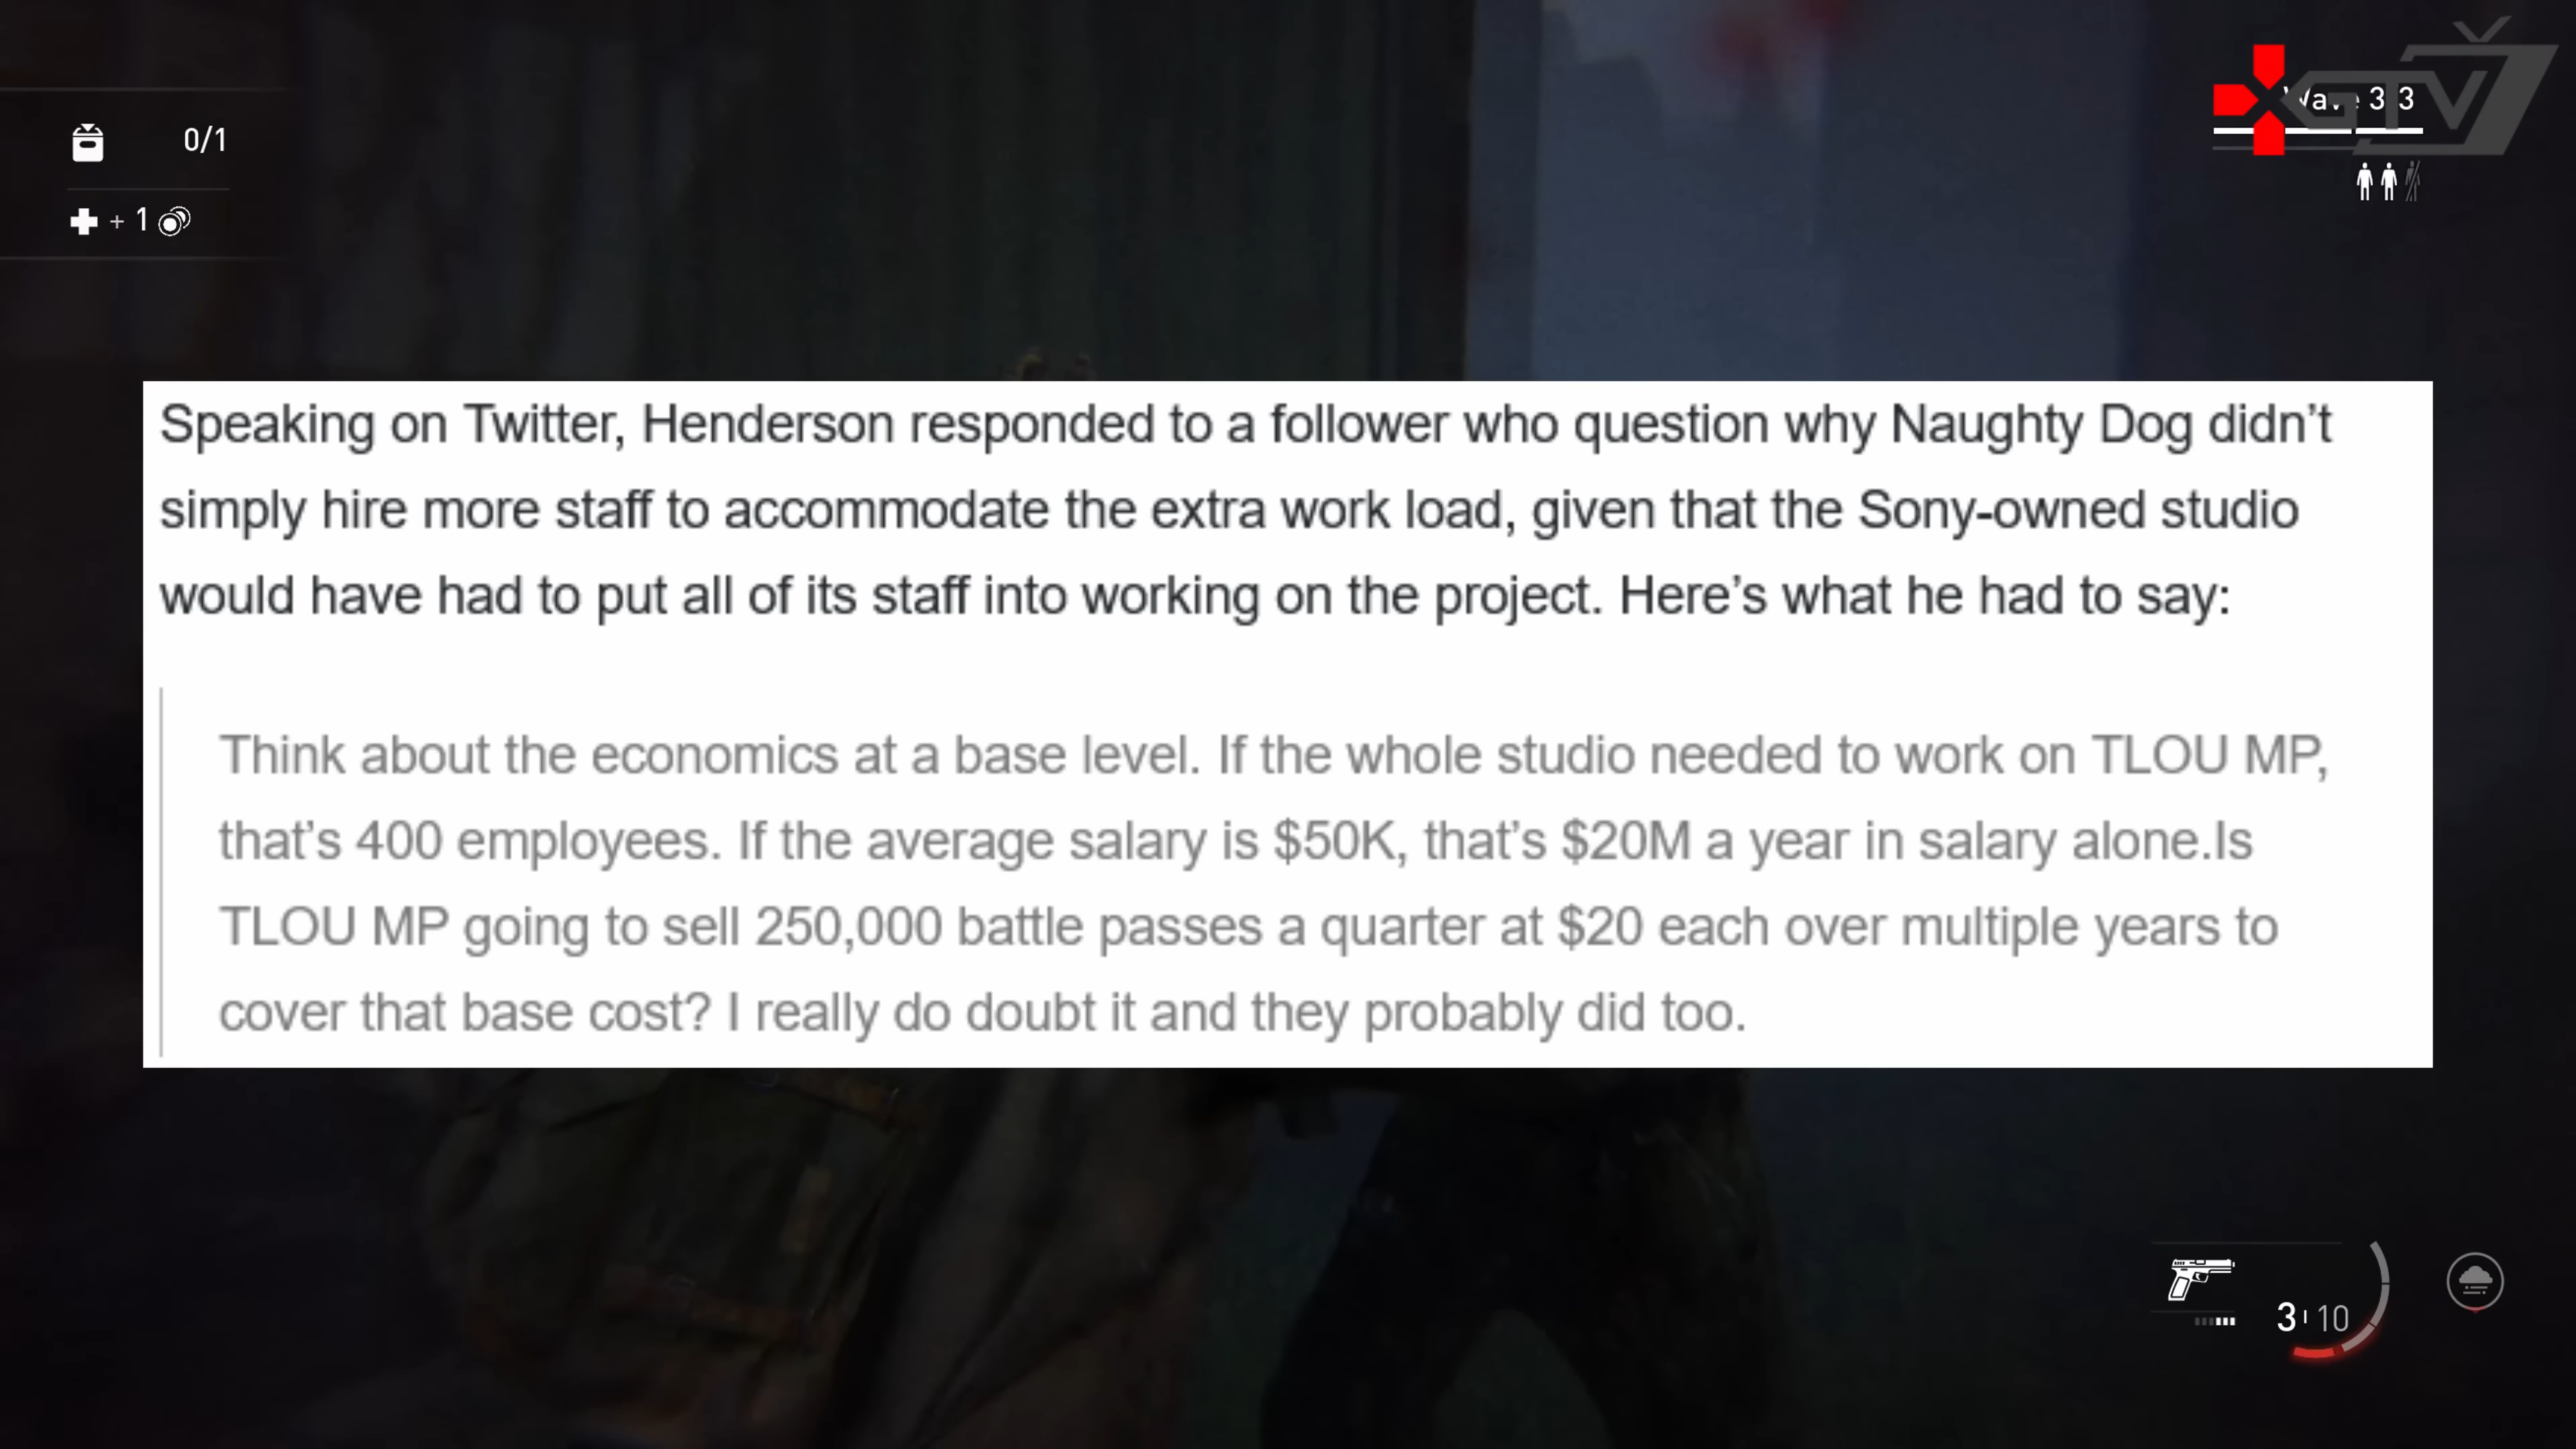 0/1
+ 1
GTV
Wave 3 3
Speaking on Twitter, Henderson responded to a follower who question why Naughty Dog didn’t
simply hire more staff to accommodate the extra work load, given that the Sony-owned studio
would have had to put all of its staff into working on the project. Here’s what he had to say:
Think about the economics at a base level. If the whole studio needed to work on TLOU MP,
that’s 400 employees. If the average salary is $50K, that’s $20M a year in salary alone.Is
TLOU MP going to sell 250,000 battle passes a quarter at $20 each over multiple years to
cover that base cost? I really do doubt it and they probably did too.
3 10